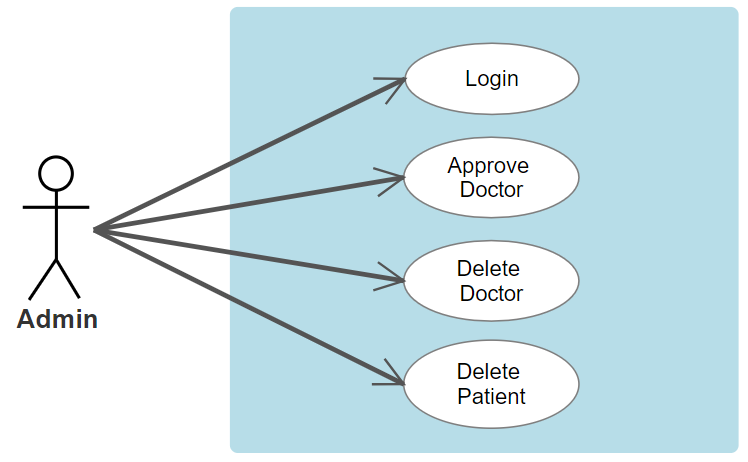 Login
Approve
Doctor
Delete
Doctor
Admin
Delete
Patient